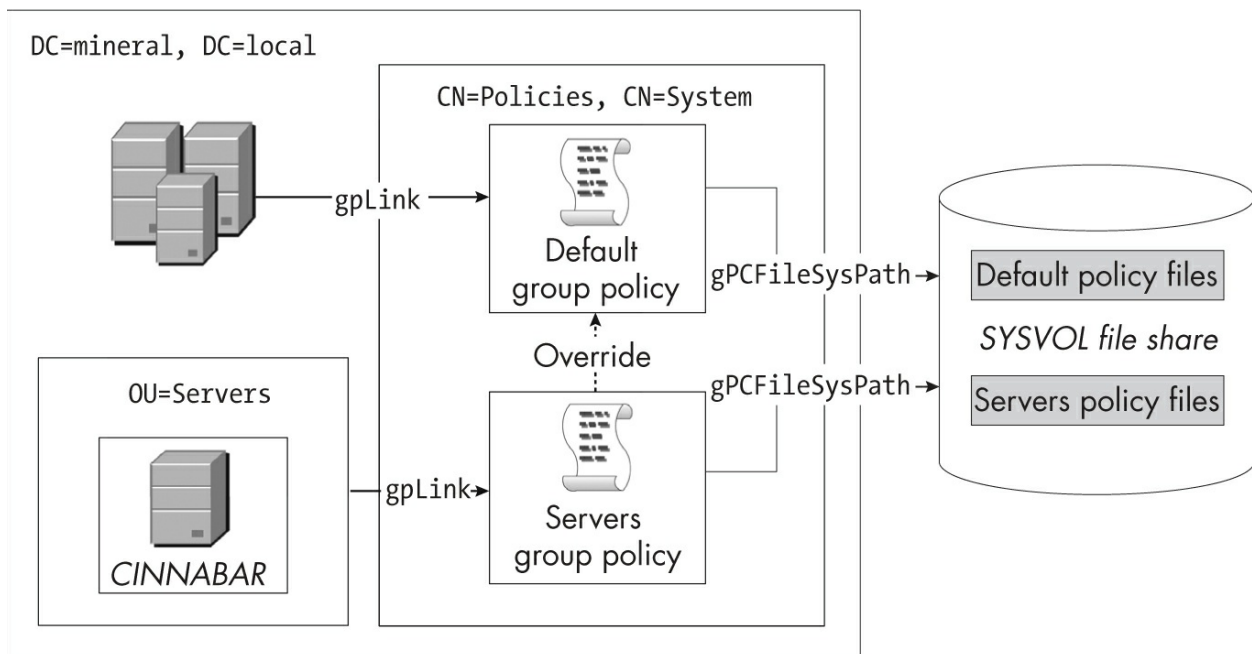 DC=mineral, DC=local
CN=Policies, CN=System
gpLink
Default
group policy
gPCFileSysPath
Default policy files
SYSVOL file share
Override
OU=Servers
gPCFileSysPath
Servers policy files
gpLink
CINNABAR
Servers
group policy